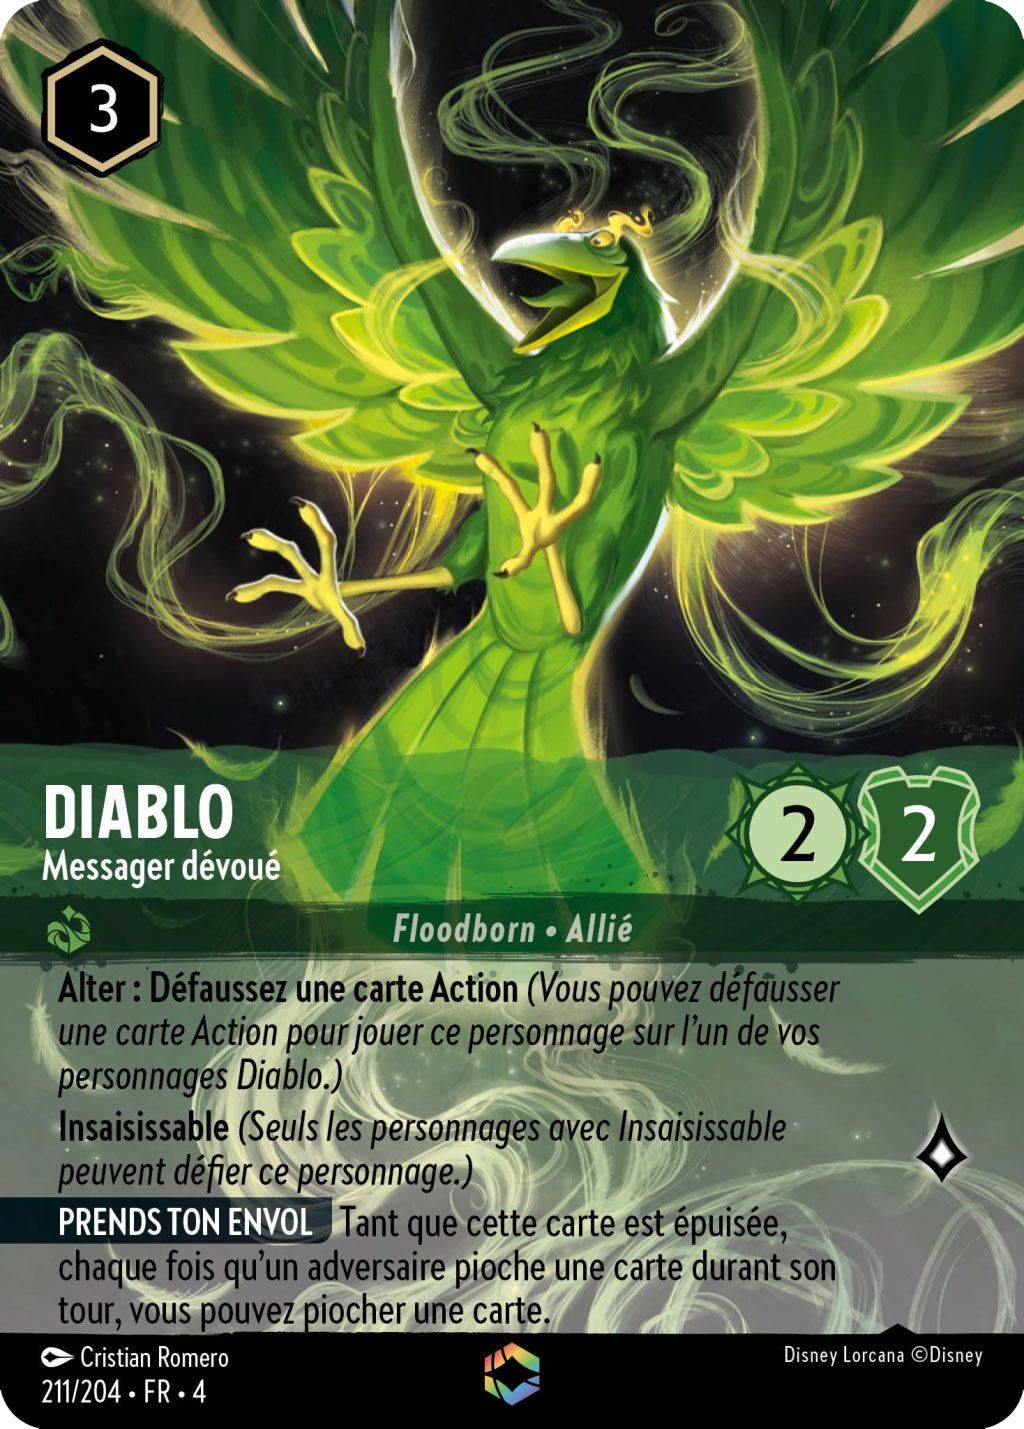 3
DIABLO
Messager dévoué
2
2
Floodborn • Allié
Alter : Défaussez une carte Action (Vous pouvez défausser
une carte Action pour jouer ce personnage sur l'un de vos
personnages Diablo.)
Insaisissable (Seuls les personnages avec Insaisissable
peuvent défier ce personnage.)
PRENDS TON ENVOL Tant que cette carte est épuisée,
chaque fois qu'un adversaire pioche une carte durant son
tour, vous pouvez piocher une carte.
Cristian Romero
Disney Lorcana ©Disney
211/204 • FR • 4